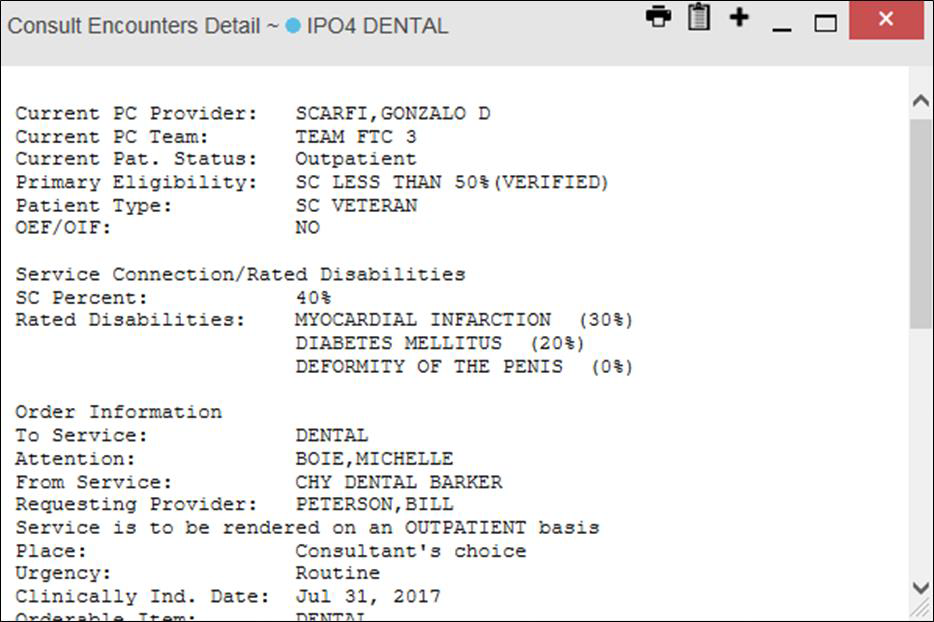 Consult Encounters Detail ~ IPO4 DENTAL
Current PC Provider: SCARFI,GONZALO D
Current PC Team: TEAM FTC 3
Current Pat. Status: Outpatient
Primary Eligibility: SC LESS THAN 50%(VERIFIED)
Patient Type: SC VETERAN
OEF/OIF: NO
Service Connection/Rated Disabilities
SC Percent: 40%
Rated Disabilities: MYOCARDIAL INFARCTION (30%)
DIABETES MELLITUS (20%)
DEFORMITY OF THE PENIS (0%)
Order Information
To Service: DENTAL
Attention: BOIE,MICHELLE
From Service: CHY DENTAL BARKER
Requesting Provider: PETERSON,BILL
Service is to be rendered on an OUTPATIENT basis
Place: Consultant's choice
Urgency: Routine
Clinically Ind. Date: Jul 31, 2017
Orderable Item: DENTAL